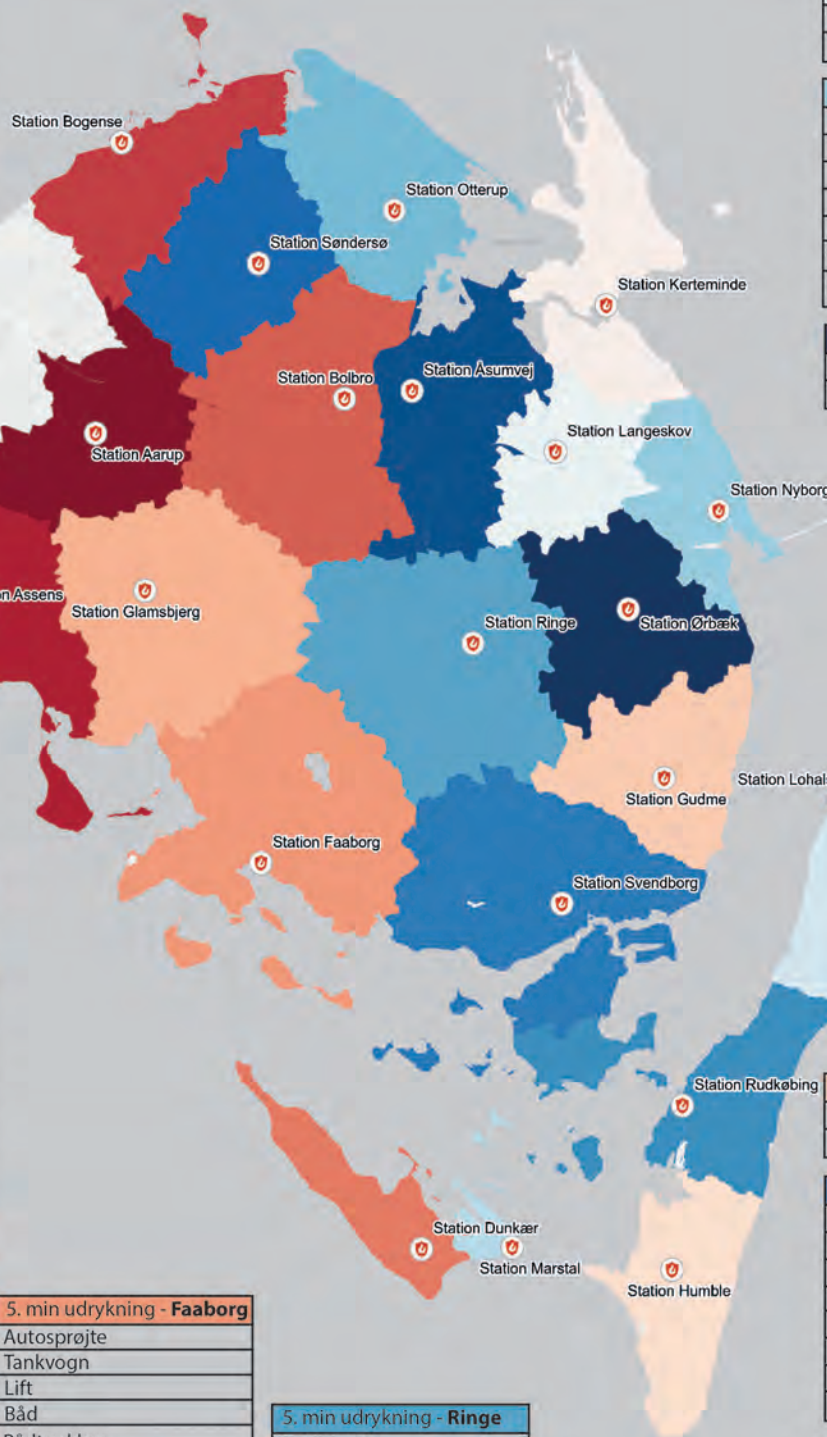 Station Bogense
Station Otterup
Station Søndersø
Station Kerteminde
Station Bolbro
Station Åsumvej
Station Langeskov
Station Aarup
Station Nyborg
Assens
Station Glamsbjerg
Station Ringe
Station Ørbæk
Station Gudme
Station Lohals
Station Faaborg
Station Svendborg
Station Rudkøbing
Station Dunkær
Station Marstal
Station Humble
5. min udrykning - Faaborg
Autosprøjte
Tankvogn
Lift
Båd
5. min udrykning - Ringe